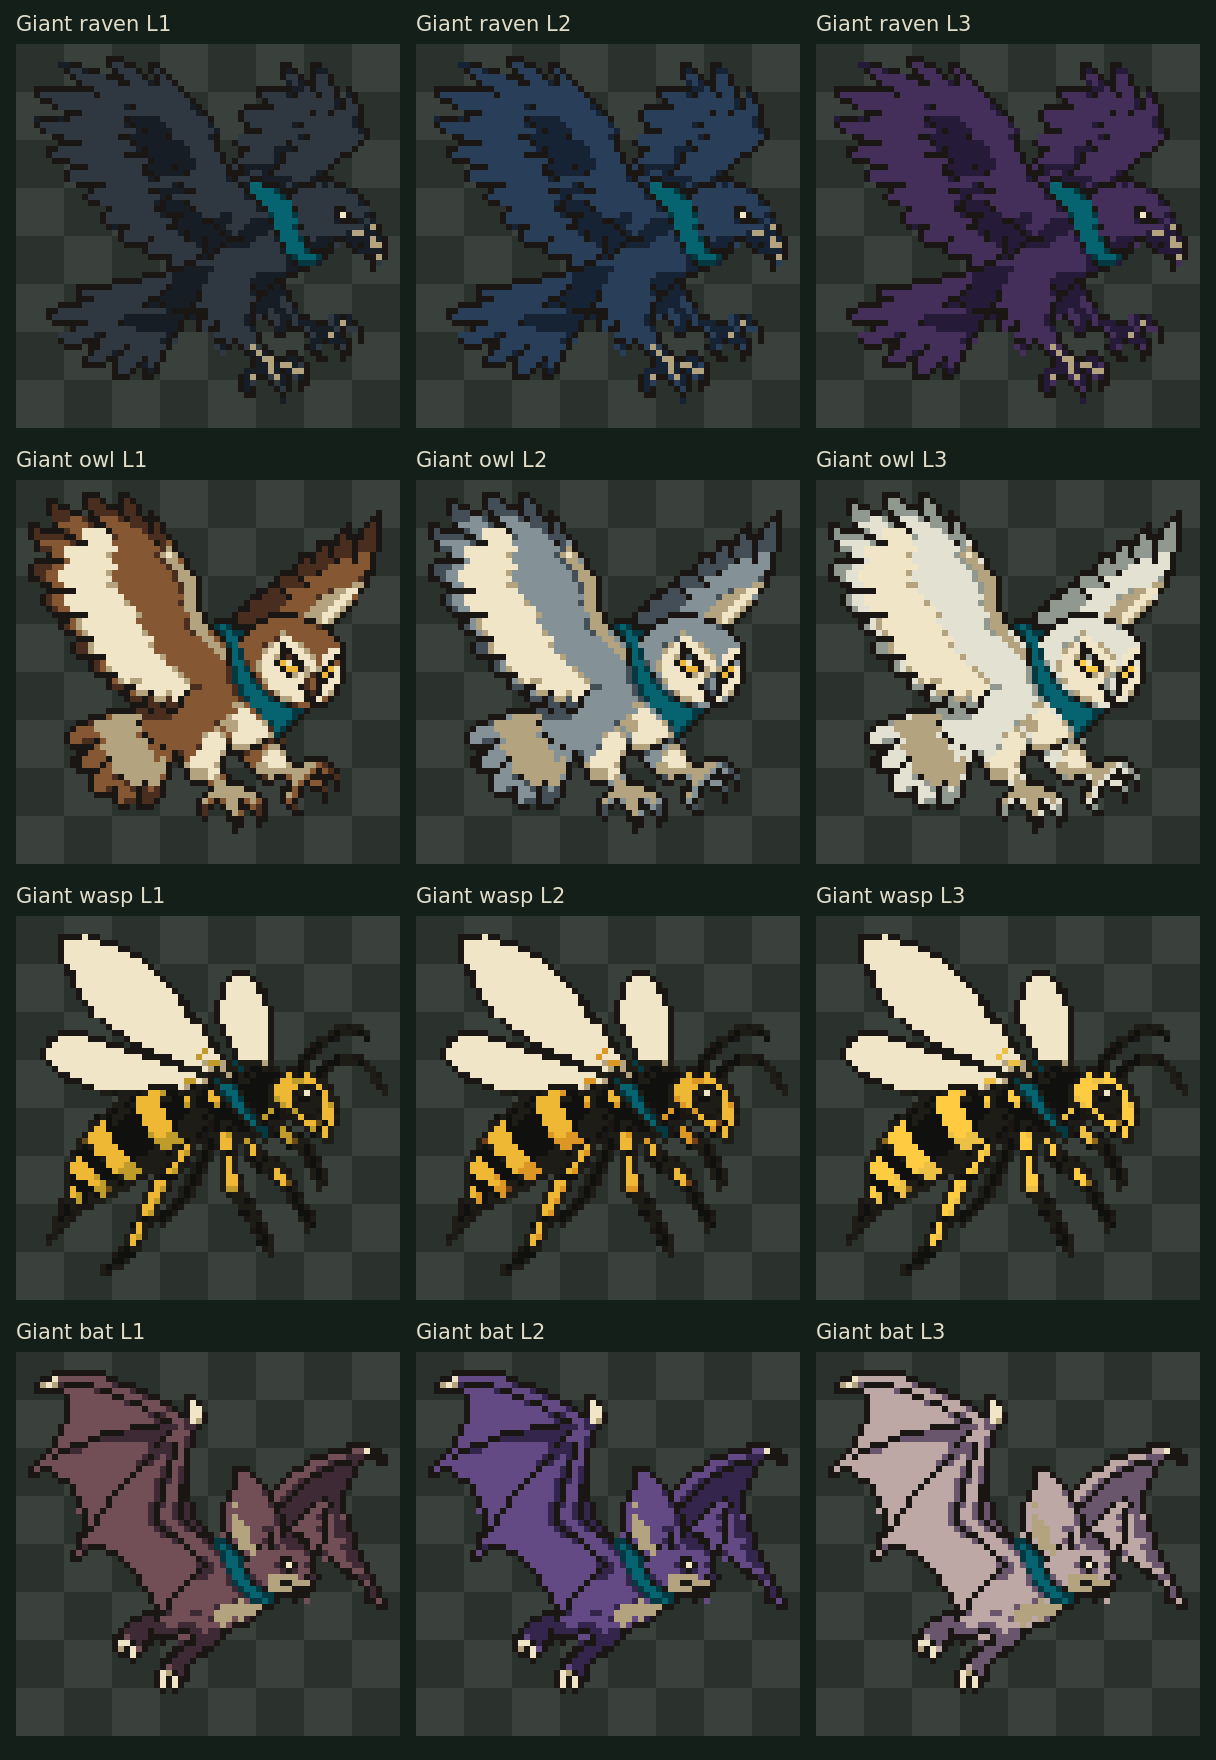 Giant raven L1
Giant raven L2
Giant raven L3
Giant owl L1
Giant owl L2
Giant owl L3
Giant wasp L1
Giant wasp L2
Giant wasp L3
Giant bat L1
Giant bat L2
Giant bat L3